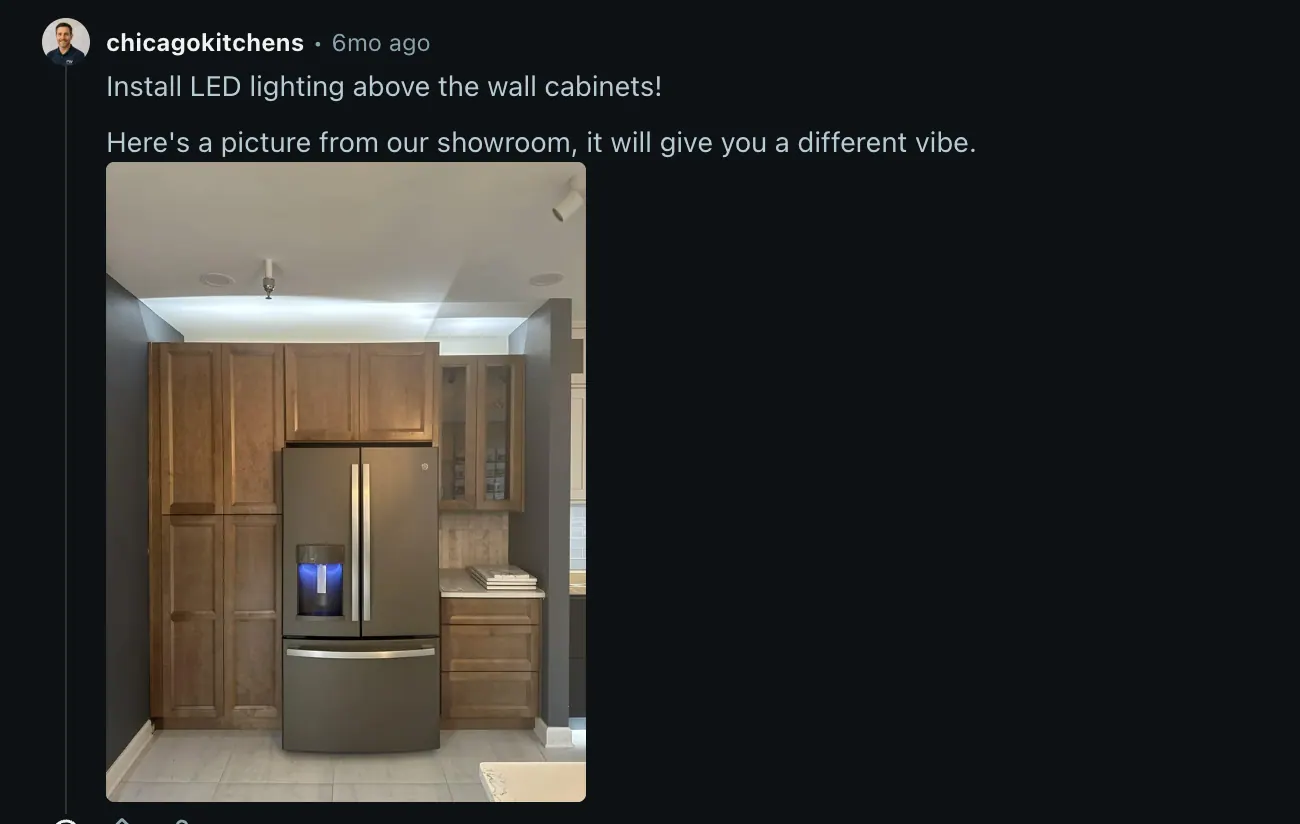 chicagokitchens • 6mo ago
Install LED lighting above the wall cabinets!
Here's a picture from our showroom, it will give you a different vibe.